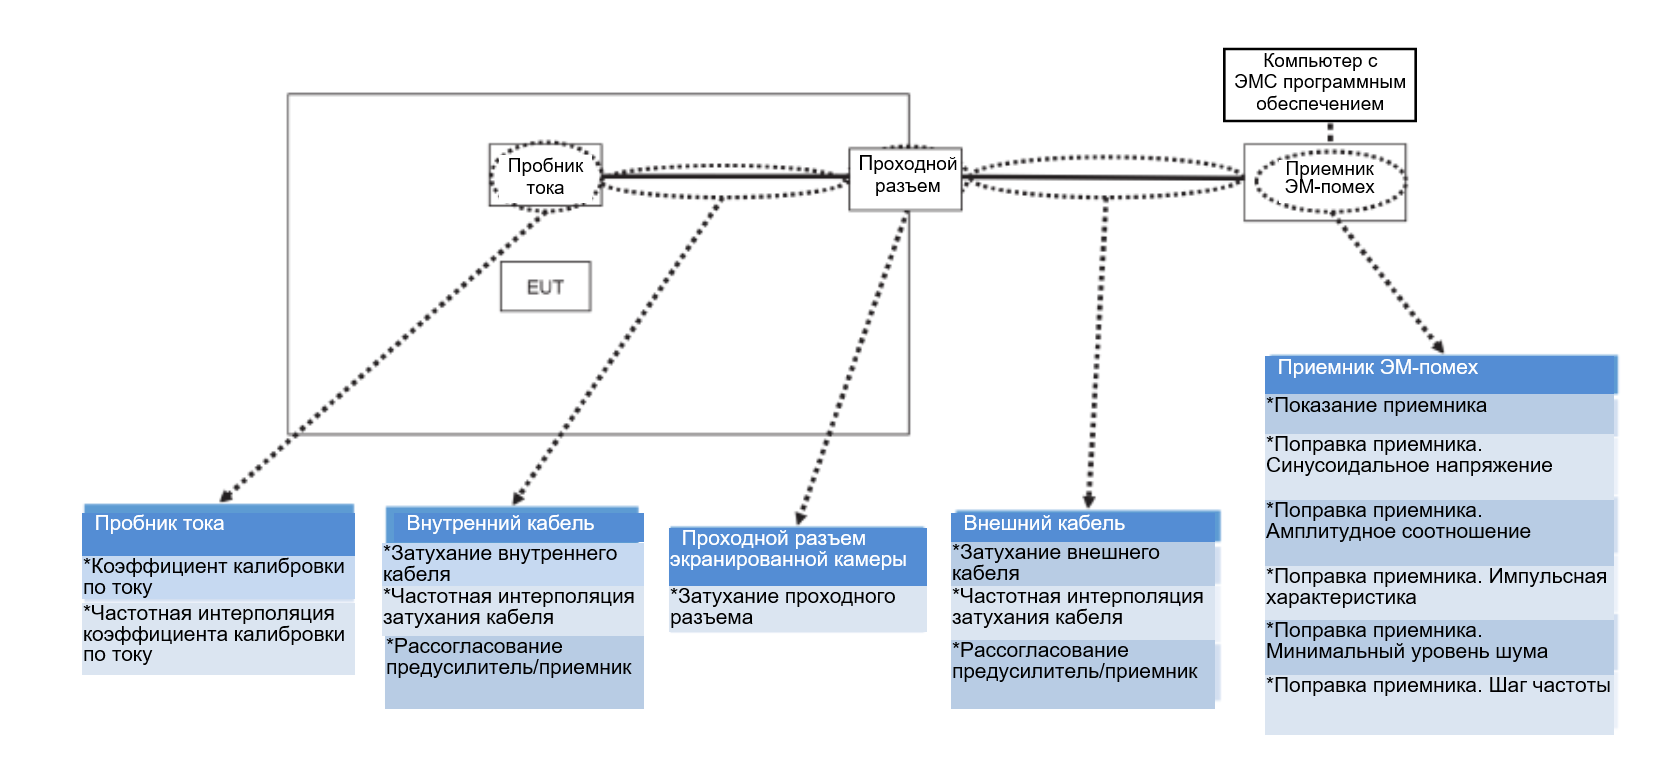 Компьютер с
ЭМС программным
обеспечением
Пробник
тока
Проходной
разъем
Приемник
ЭМ-помех
EUT
Пробник тока
*Коэффициент калибровки
по току
*Частотная интерполяция
коэффициента калибровки
по току
Внутренний кабель
*Затухание внутреннего
кабеля
*Частотная интерполяция
затухания кабеля
*Рассогласование
предусилитель/приемник
Проходной разъем
экранированной камеры
*Затухание проходного
разъема
Внешний кабель
*Затухание внешнего
кабеля
*Частотная интерполяция
затухания кабеля
*Рассогласование
предусилитель/приемник
Приемник ЭМ-помех
*Показание приемника
*Поправка приемника.
Синусоидальное напряжение
*Поправка приемника.
Амплитудное соотношение
*Поправка приемника. Импульсная
характеристика
*Поправка приемника.
Минимальный уровень шума
*Поправка приемника. Шаг частоты